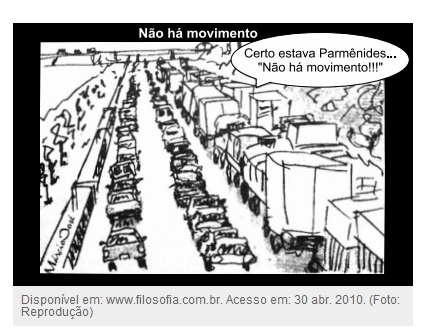 Não há movimento
Certo estava Parmênides...
"Não há movimento!!!"
Disponível em: www.filosofia.com.br. Acesso em: 30 abr. 2010. (Foto:
Reprodução)